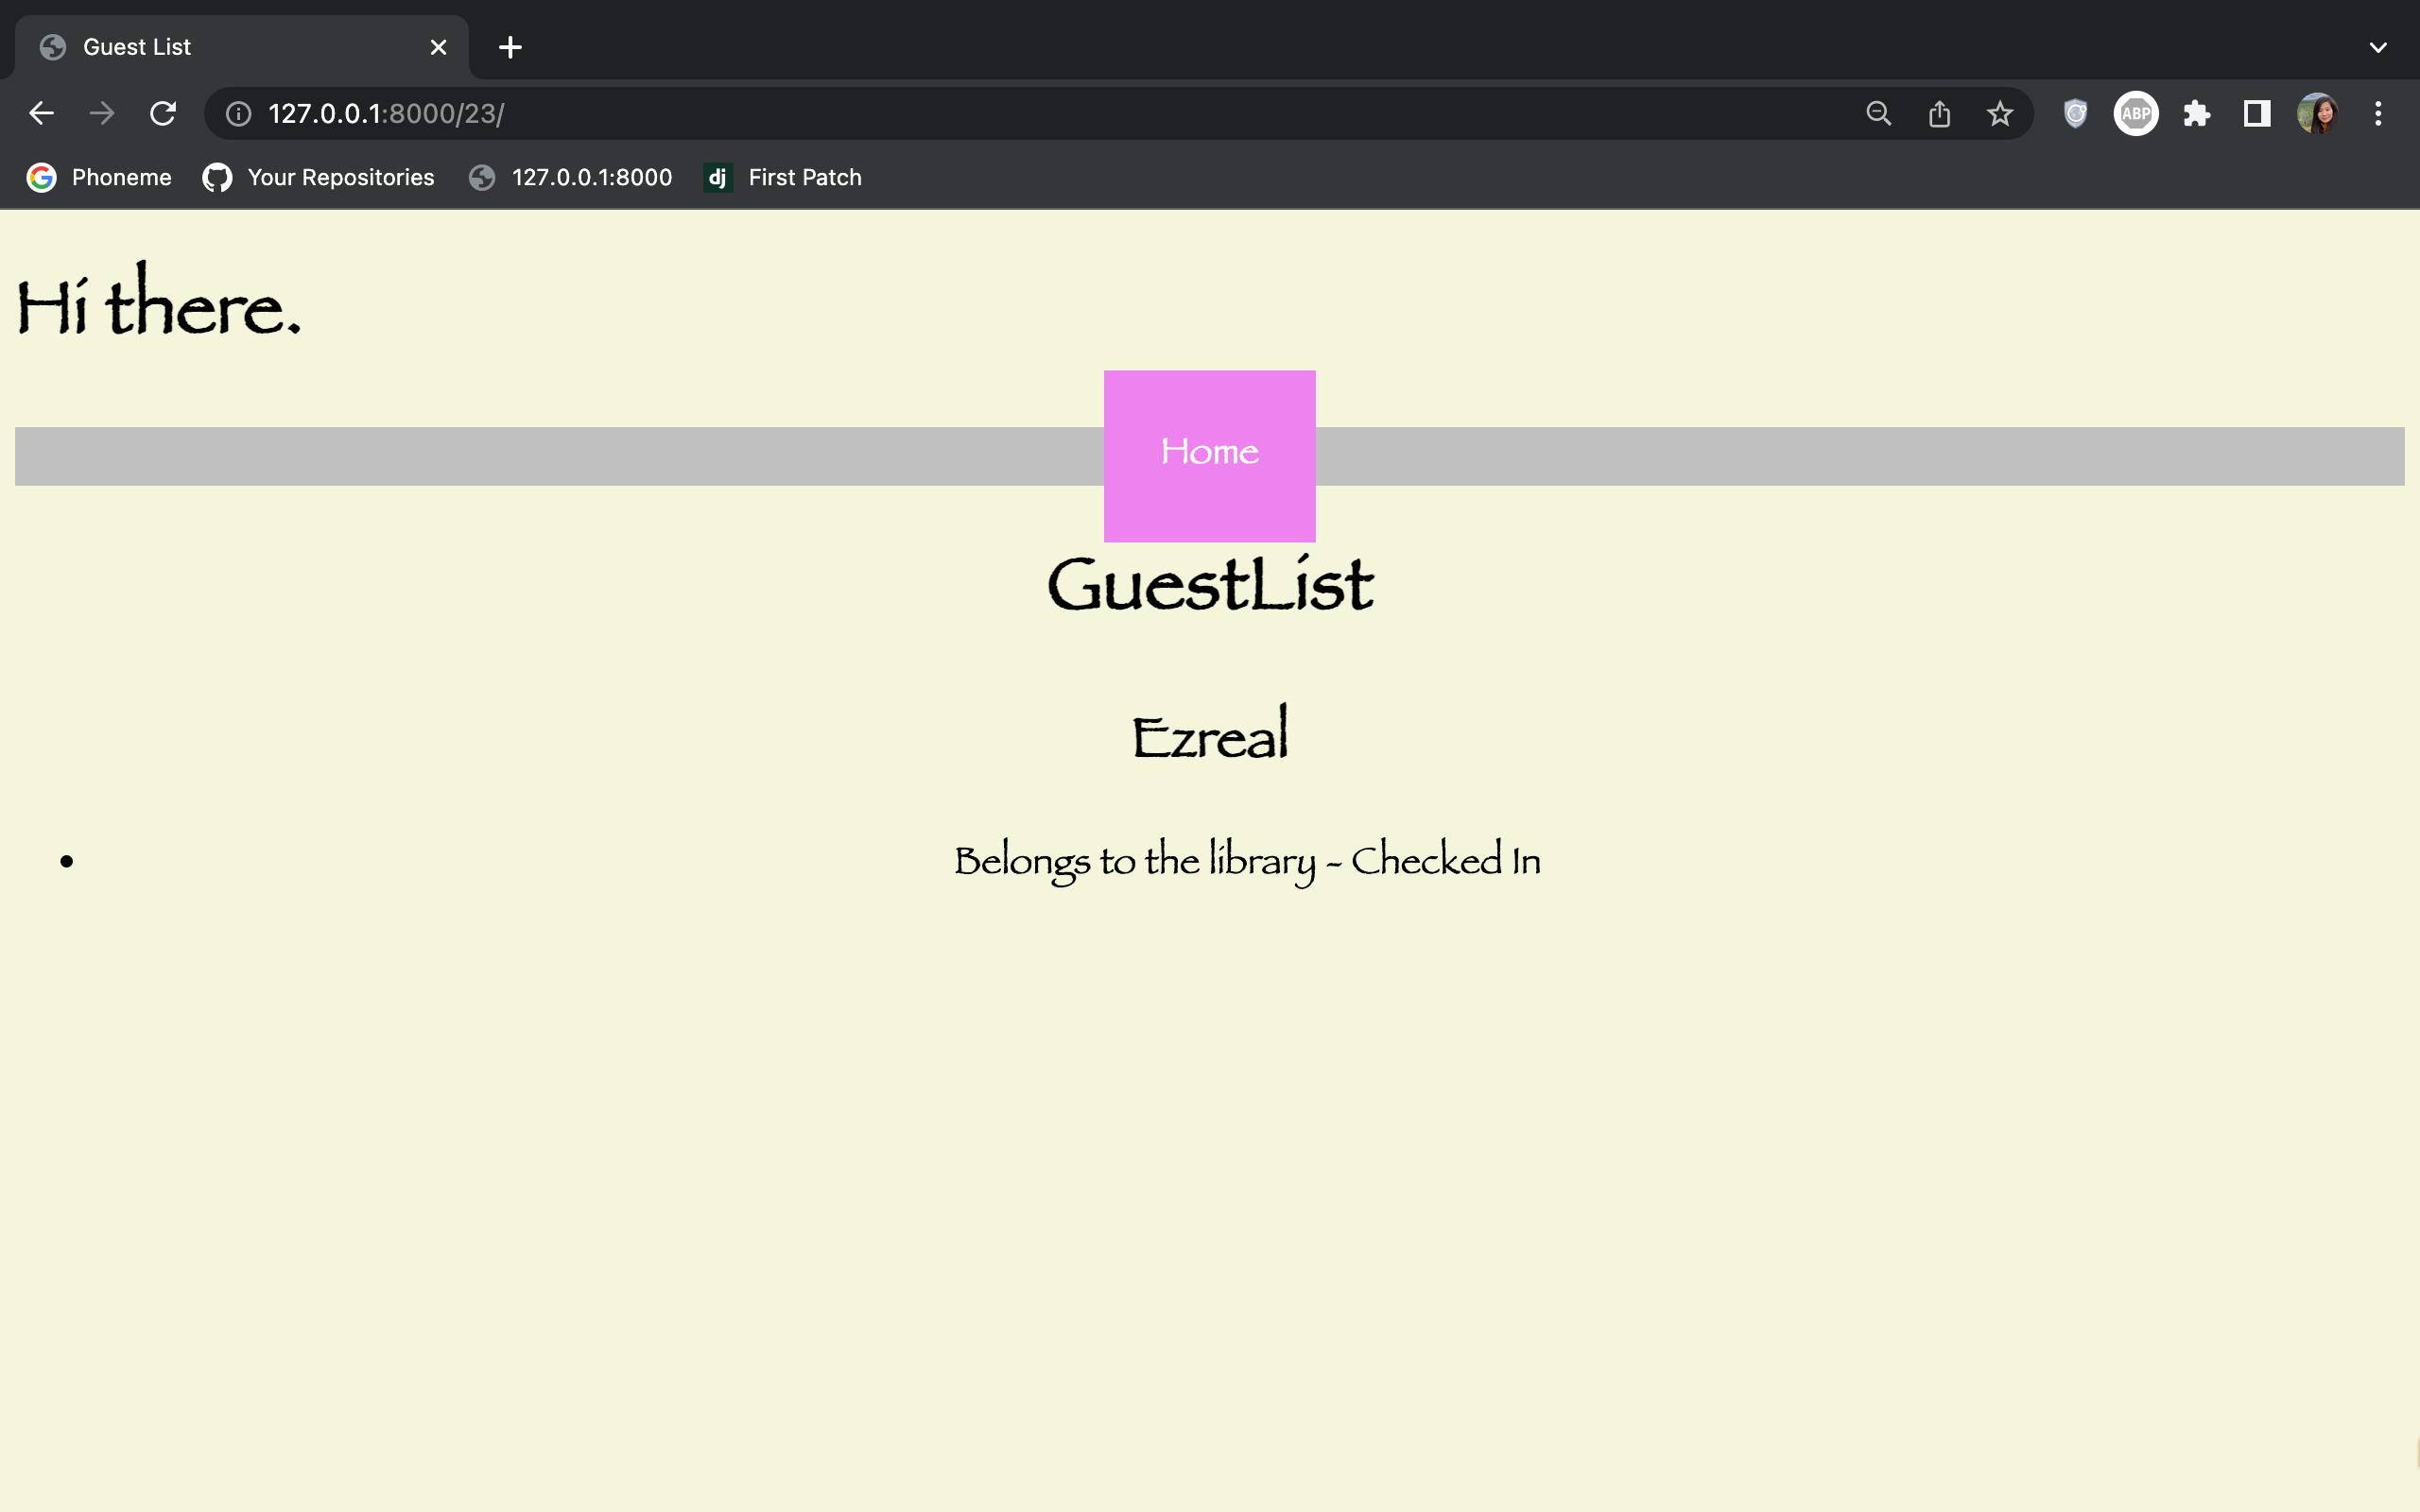 Guest List
127.0.0.1:8000/23/
ABP
Phoneme
Your Repositories
127.0.0.1:8000
dj
First Patch
Hi there.
Home
GuestList
Ezreal
Belongs to the library - Checked In